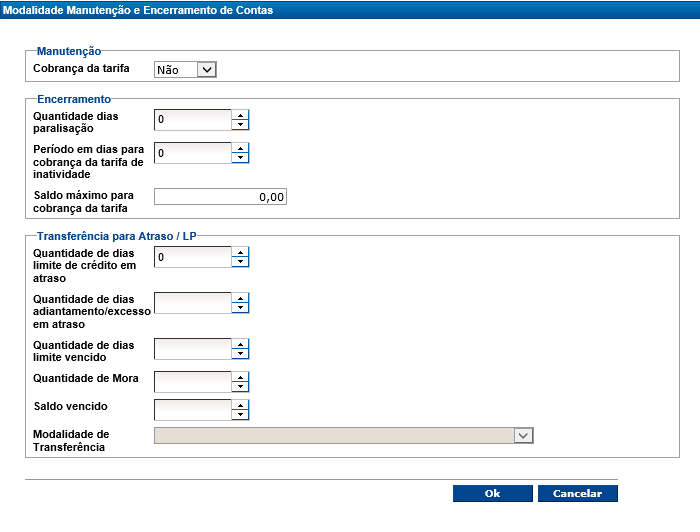 Modalidade Manutenção e Encerramento de Contas
Manutenção
Cobrança da tarifa
Não
Encerramento
Quantidade dias
paralisação
0
Período em dias para
cobrança da tarifa de
inatividade
0
Saldo máximo para
cobrança da tarifa
0,00
Transferência para Atraso / LP
Quantidade de dias
limite de crédito em
atraso
0
Quantidade de dias
adiantamento/excesso
em atraso
Quantidade de dias
limite vencido
Quantidade de Mora
Saldo vencido
Modalidade de
Transferência
Ok
Cancelar